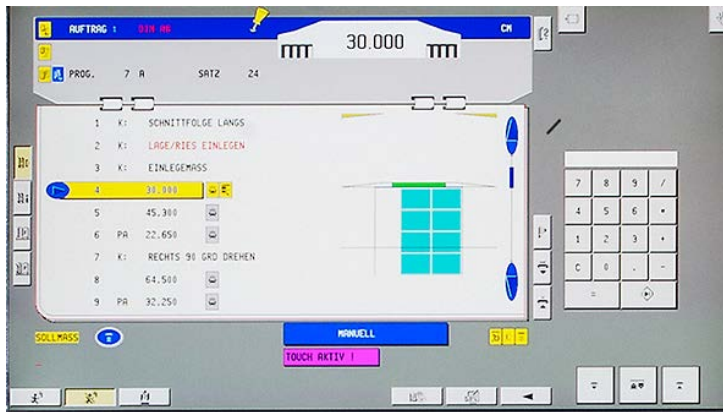 AUFTRAG 1 DIN A6 CM
30.000
PROG. 7 A SATZ 24
1 K: SCHNITTFOLGE LANGS
2 K: LAGE/RIES EINLEGEN
3 K: EINLEGEMASS
4 30.000
5 45.300
6 PA 22.650
7 K: RECHTS 90 GRD DREHEN
8 64.500
9 PA 32.250
7 8 9 /
4 5 6
1 2 3
C 0 . -
=
SOLLMASS
MANUELL
TOUCH AKTIV !